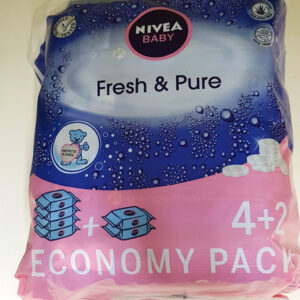 NIVEA
BABY
Fresh & Pure
4+2
ECONOMY PACK